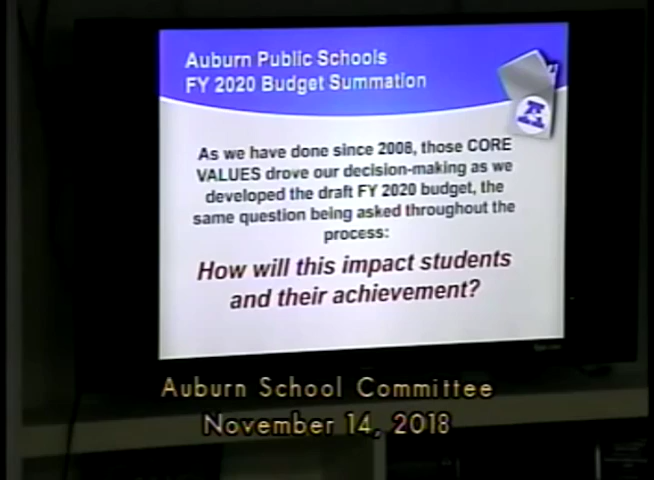 Auburn Public Schools
FY 2020 Budget Summation
As we have done since 2008, those CORE
VALUES drove our decision-making as we
developed the draft FY 2020 budget, the
same question being asked throughout the
process:
How will this impact students
and their achievement?
Auburn School Committee
November 14, 2018